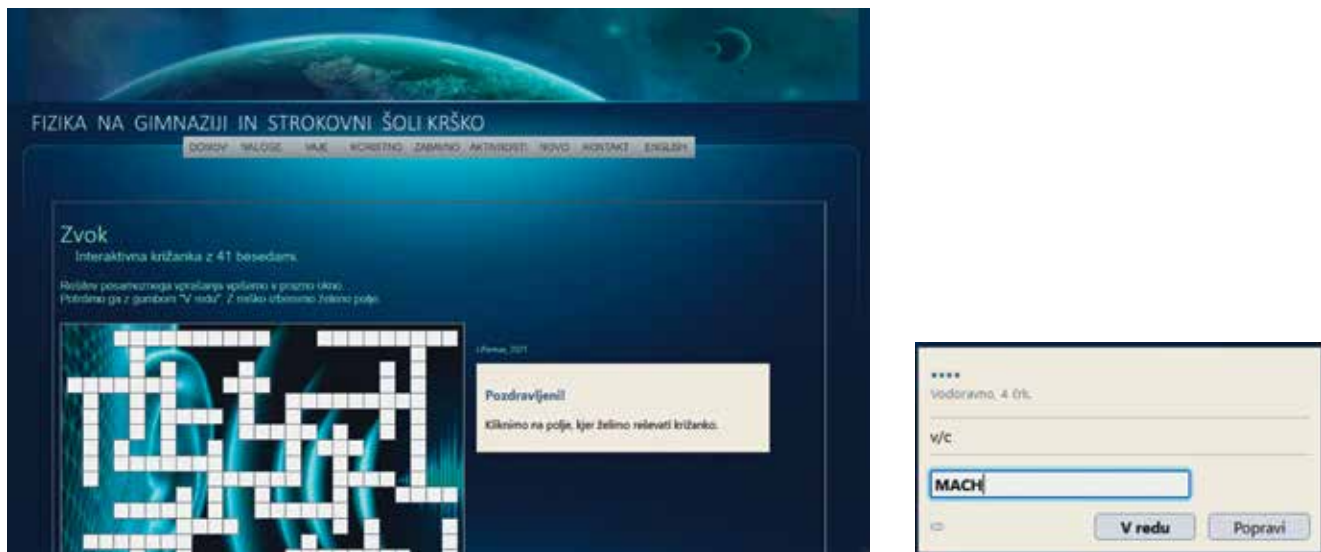 FIZIKA NA GIMNAZIJI IN STROKOVNI ŠOLI KRŠKO
DOMOV NALOGE VAJE KORISTNO ZABAVNO AKTIVNOSTI NOVO KONTAKT ENGLISH
Zvok
Interaktivna križanka z 41 besedami.
Rešitev posameznega vprašanja vpišemo v prazno okno.
Potrdimo ga z gumbom "V redu". Z miško izberemo želeno polje.
Pozdravljeni!
Kliknimo na polje, kjer želimo reševati križanko.
****
Vodoravno, 4 črk.
v/c
MACH
V redu Popravi